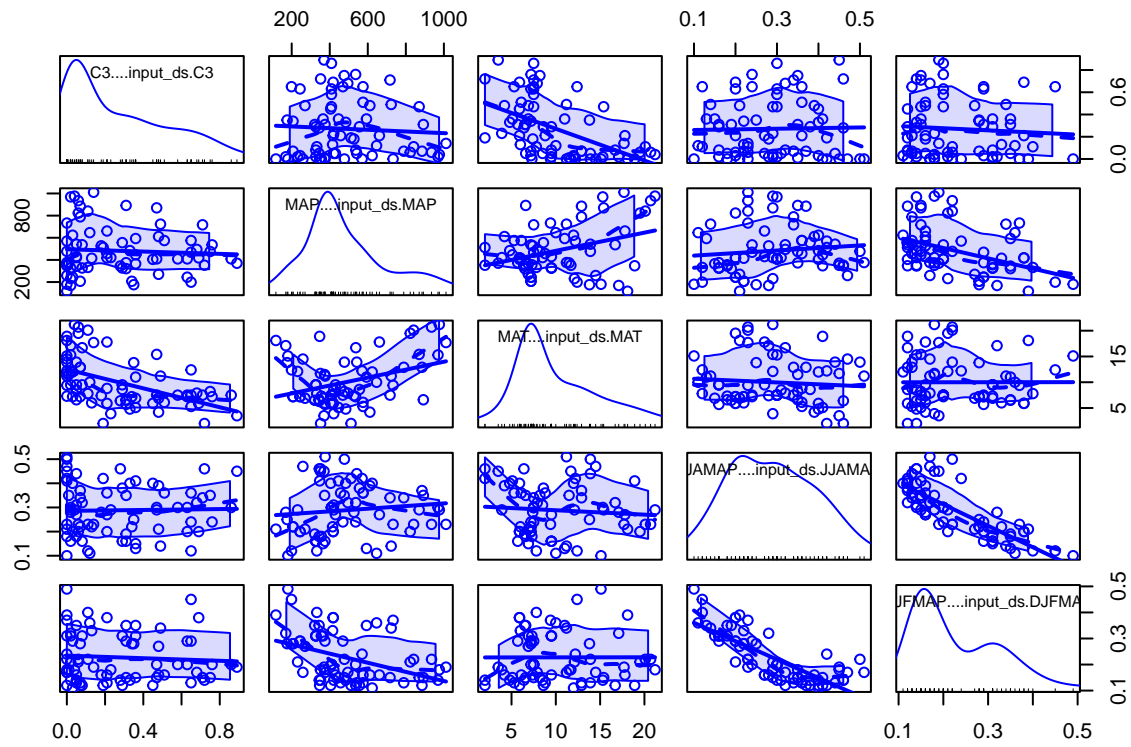 200 600 1000
0.1 0.3 0.5
C3....input_ds.C3
0.0 0.6
200 800
MAP....input_ds.MAP
MAT....input_ds.MAT
5 15
0.1 0.3 0.5
JAMAP....input_ds.JJAMA
JFMAP....input_ds.DJFMA
0.1 0.3 0.5
0.0 0.4 0.8
5 10 15 20
0.1 0.3 0.5